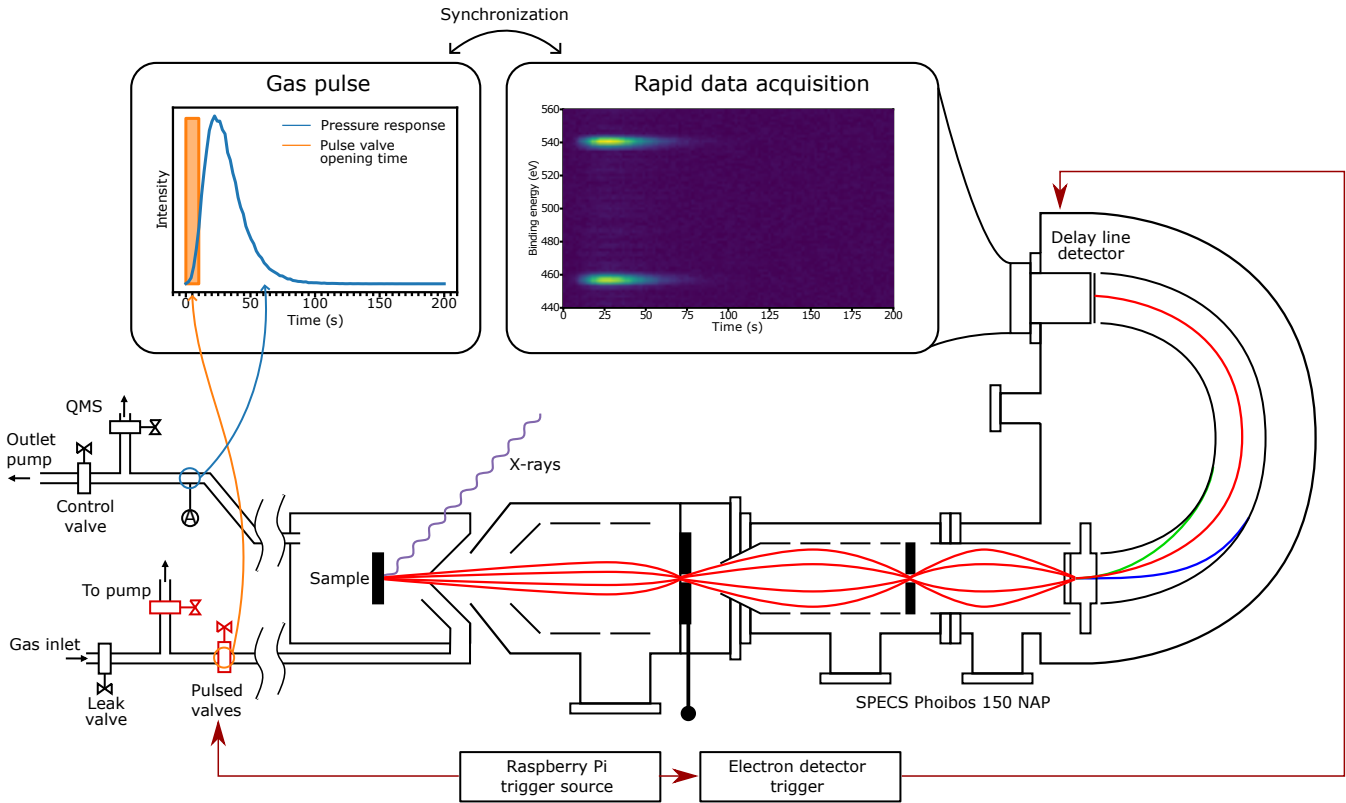 Synchronization
Gas pulse
Pressure response
Pulse valve
opening time
Intensity
0
50
100
150
200
Time (s)
Rapid data acquisition
Binding energy (eV)
560
540
520
500
480
460
440
0
25
50
75
100
125
150
175
200
Time (s)
Delay line
detector
QMS
Outlet
pump
Control
valve
A
X-rays
Sample
To pump
Gas inlet
Leak
valve
Pulsed
valves
SPECS Phoibos 150 NAP
Raspberry Pi
trigger source
Electron detector
trigger